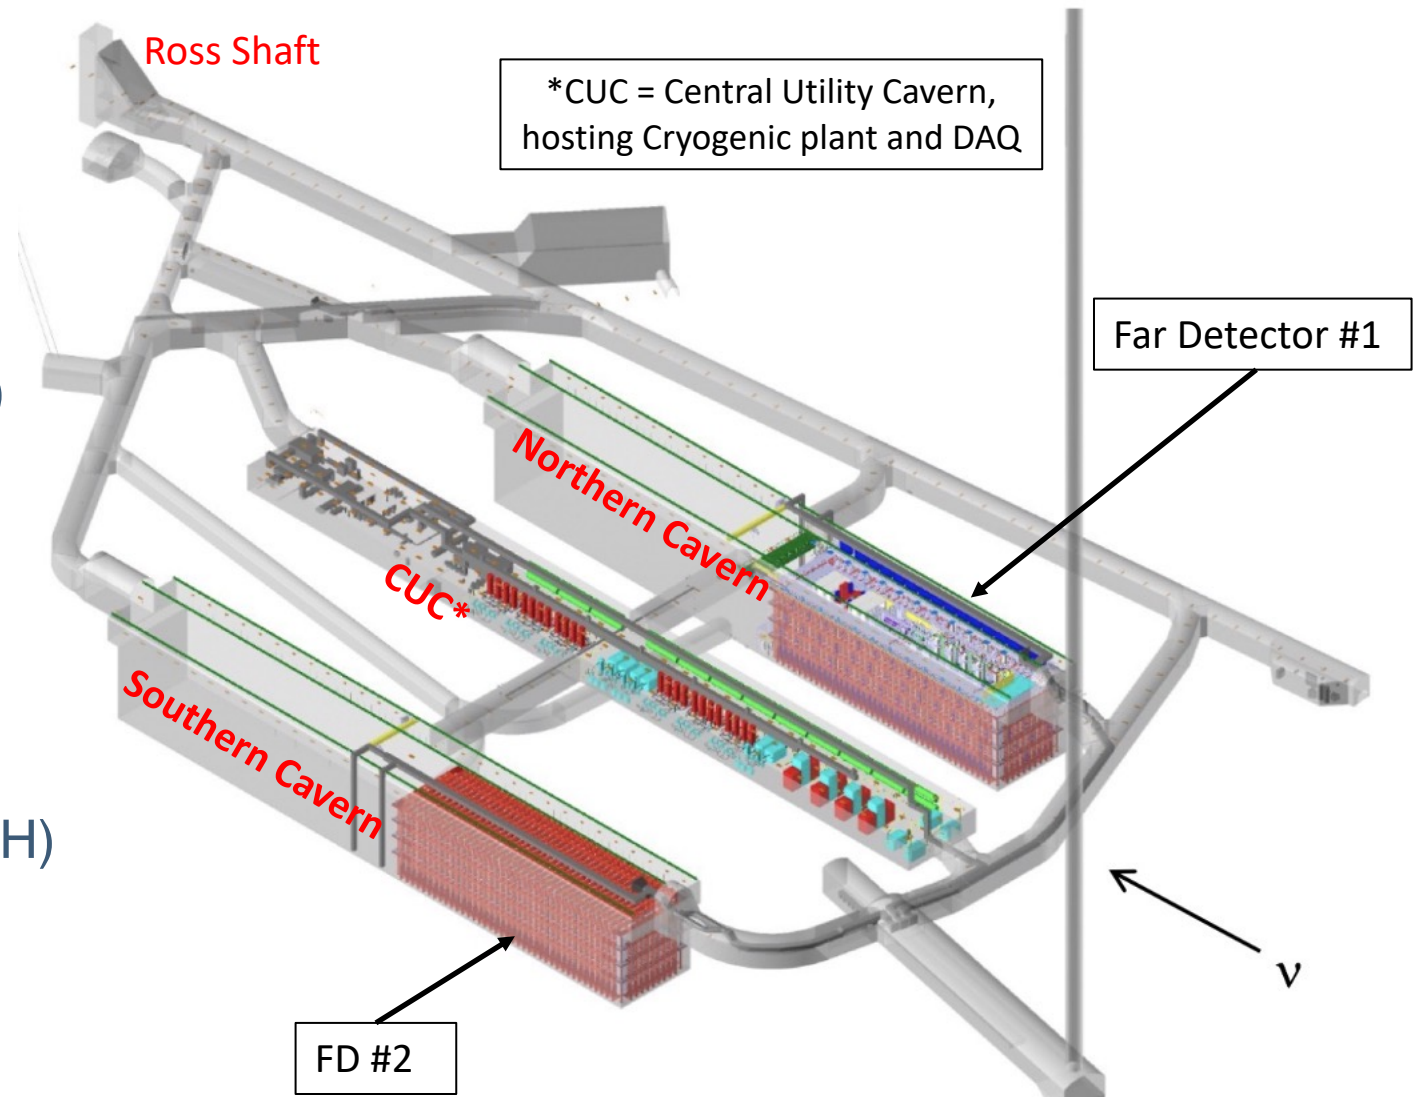 Ross Shaft
*CUC = Central Utility Cavern,
hosting Cryogenic plant and DAQ
Far Detector #1
)
Northern Cavern
CUC*
Southern Cavern
H)
ν
FD #2